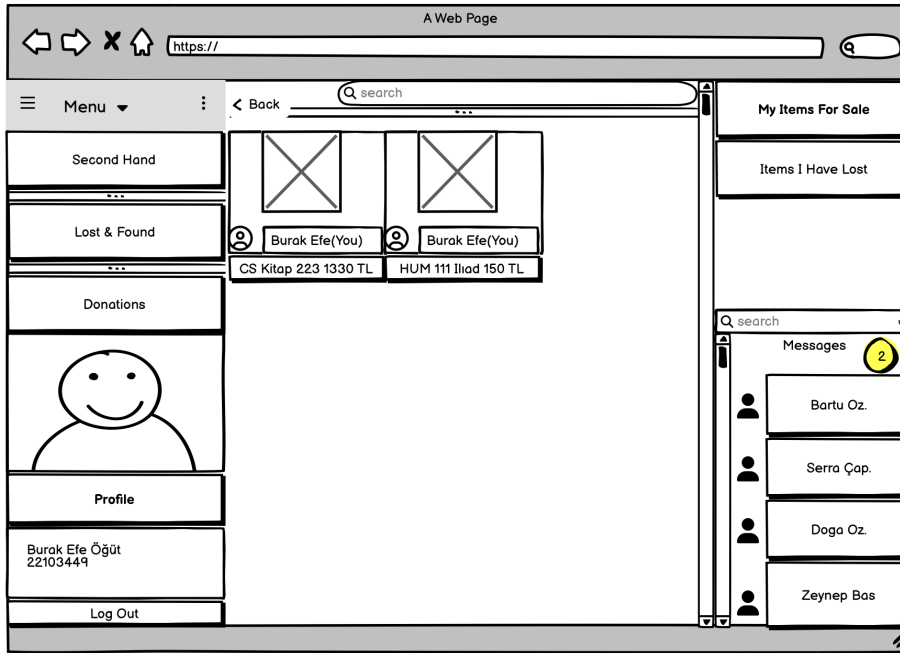 A Web Page
https://
Menu
Second Hand
Lost & Found
Donations
Profile
Burak Efe Öğüt
22103449
Log Out
Back
search
Burak Efe(You)
CS Kitap 223 1330 TL
Burak Efe(You)
HUM 111 Iliad 150 TL
My Items For Sale
Items I Have Lost
search
Messages
2
Bartu Oz.
Serra Çap.
Doga Oz.
Zeynep Bas